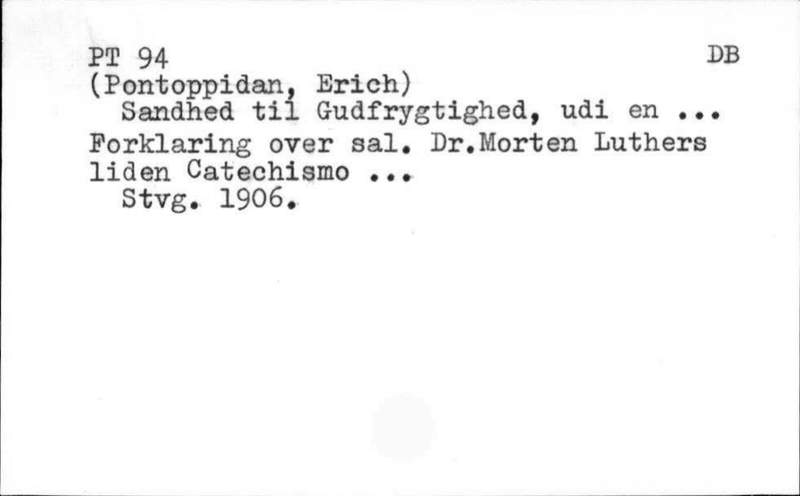 PT 94 DB
(Pontoppidan, Erich)
Sandhed til Gudfrygtighed, udi en ...
Forklaring over sal. Dr.Morten Luthers
liden Catechismo ...
Stvg. 1906.